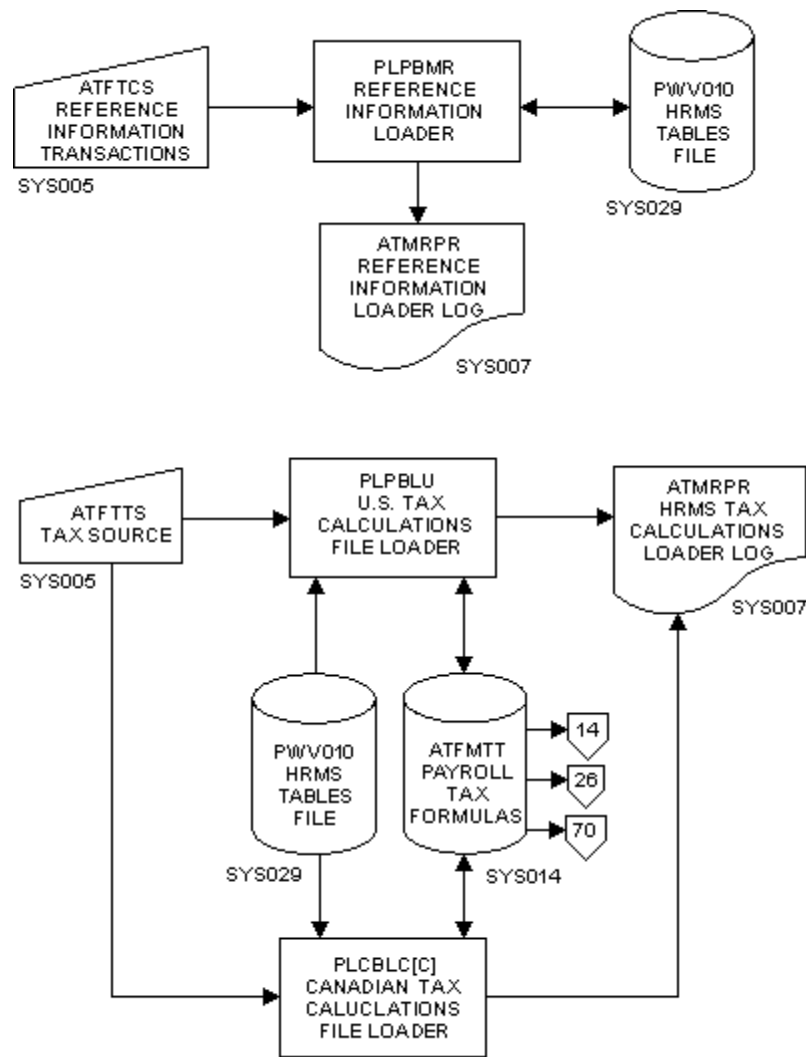 ATFTCS
REFERENCE
INFORMATION
TRANSACTIONS
SYS005
PLPBMR
REFERENCE
INFORMATION
LOADER
PWV010
HRMS
TABLES
FILE
SYS029
ATMRPR
REFERENCE
INFORMATION
LOADER LOG
SYS007
ATFTTS
TAX SOURCE
SYS005
PLPBLU
U.S. TAX
CALCULATIONS
FILE LOADER
ATMRPR
HRMS TAX
CALCULATIONS
LOADER LOG
SYS007
PWV010
HRMS
TABLES
FILE
SYS029
ATFMTT
PAYROLL
TAX
FORMULAS
SYS014
14
26
70
PLCBLC[C]
CANADIAN TAX
CALUCLATIONS
FILE LOADER